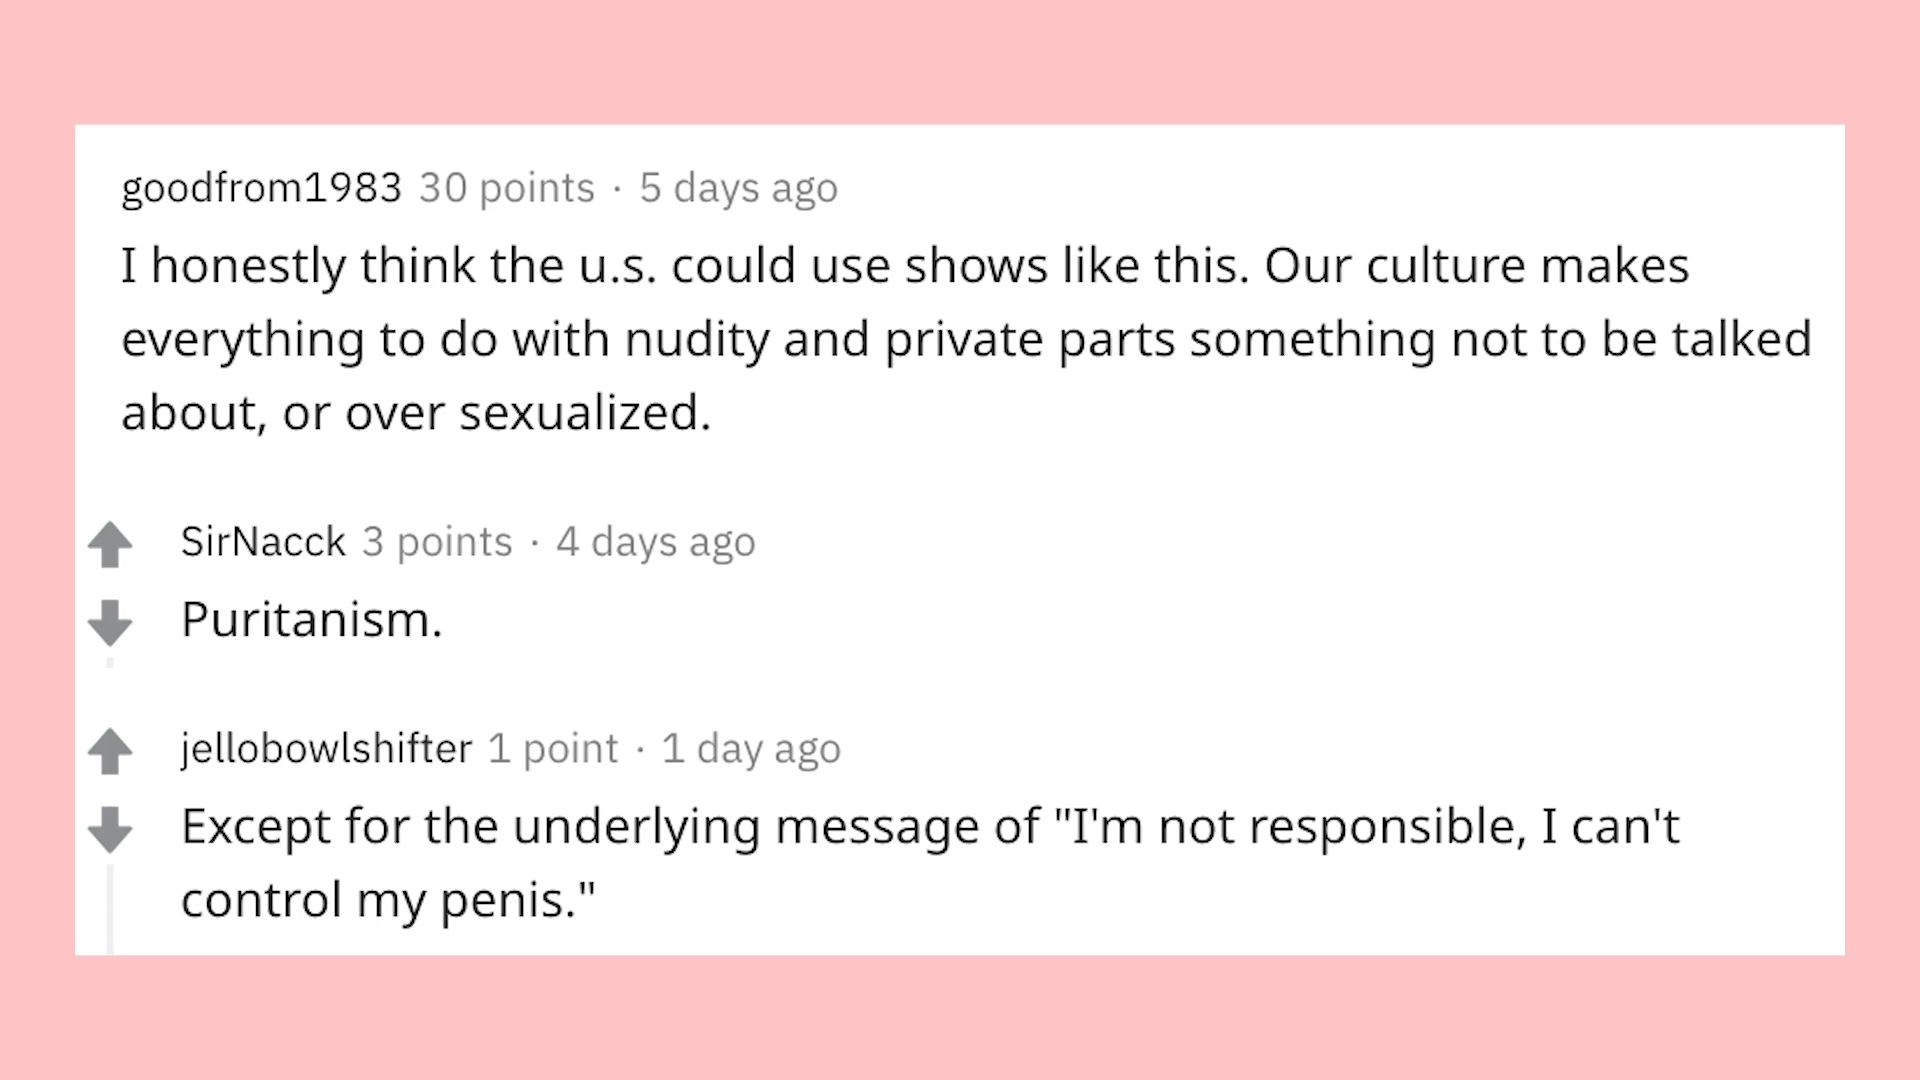 goodfrom1983 30 points · 5 days ago
I honestly think the u.s. could use shows like this. Our culture makes
everything to do with nudity and private parts something not to be talked
about, or over sexualized.
SirNacck 3 points · 4 days ago
Puritanism.
jellobowlshifter 1 point · 1 day ago
Except for the underlying message of "I'm not responsible, I can't
control my penis."